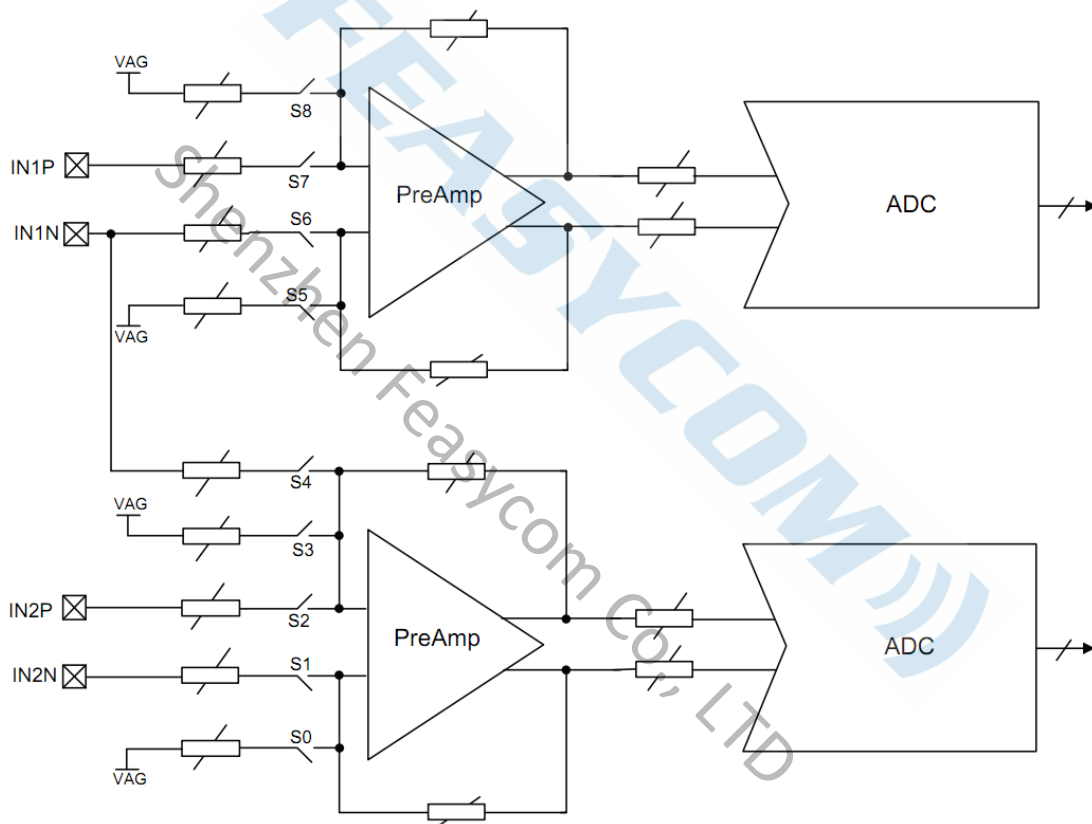 VAG
S8
IN1P
S7
PreAmp
ADC
IN1N
S6
S5
VAG
S4
VAG
S3
IN2P
S2
PreAmp
ADC
IN2N
S1
S0
VAG
FEASYCOM
Shenzhen Feasycom Co., LTD